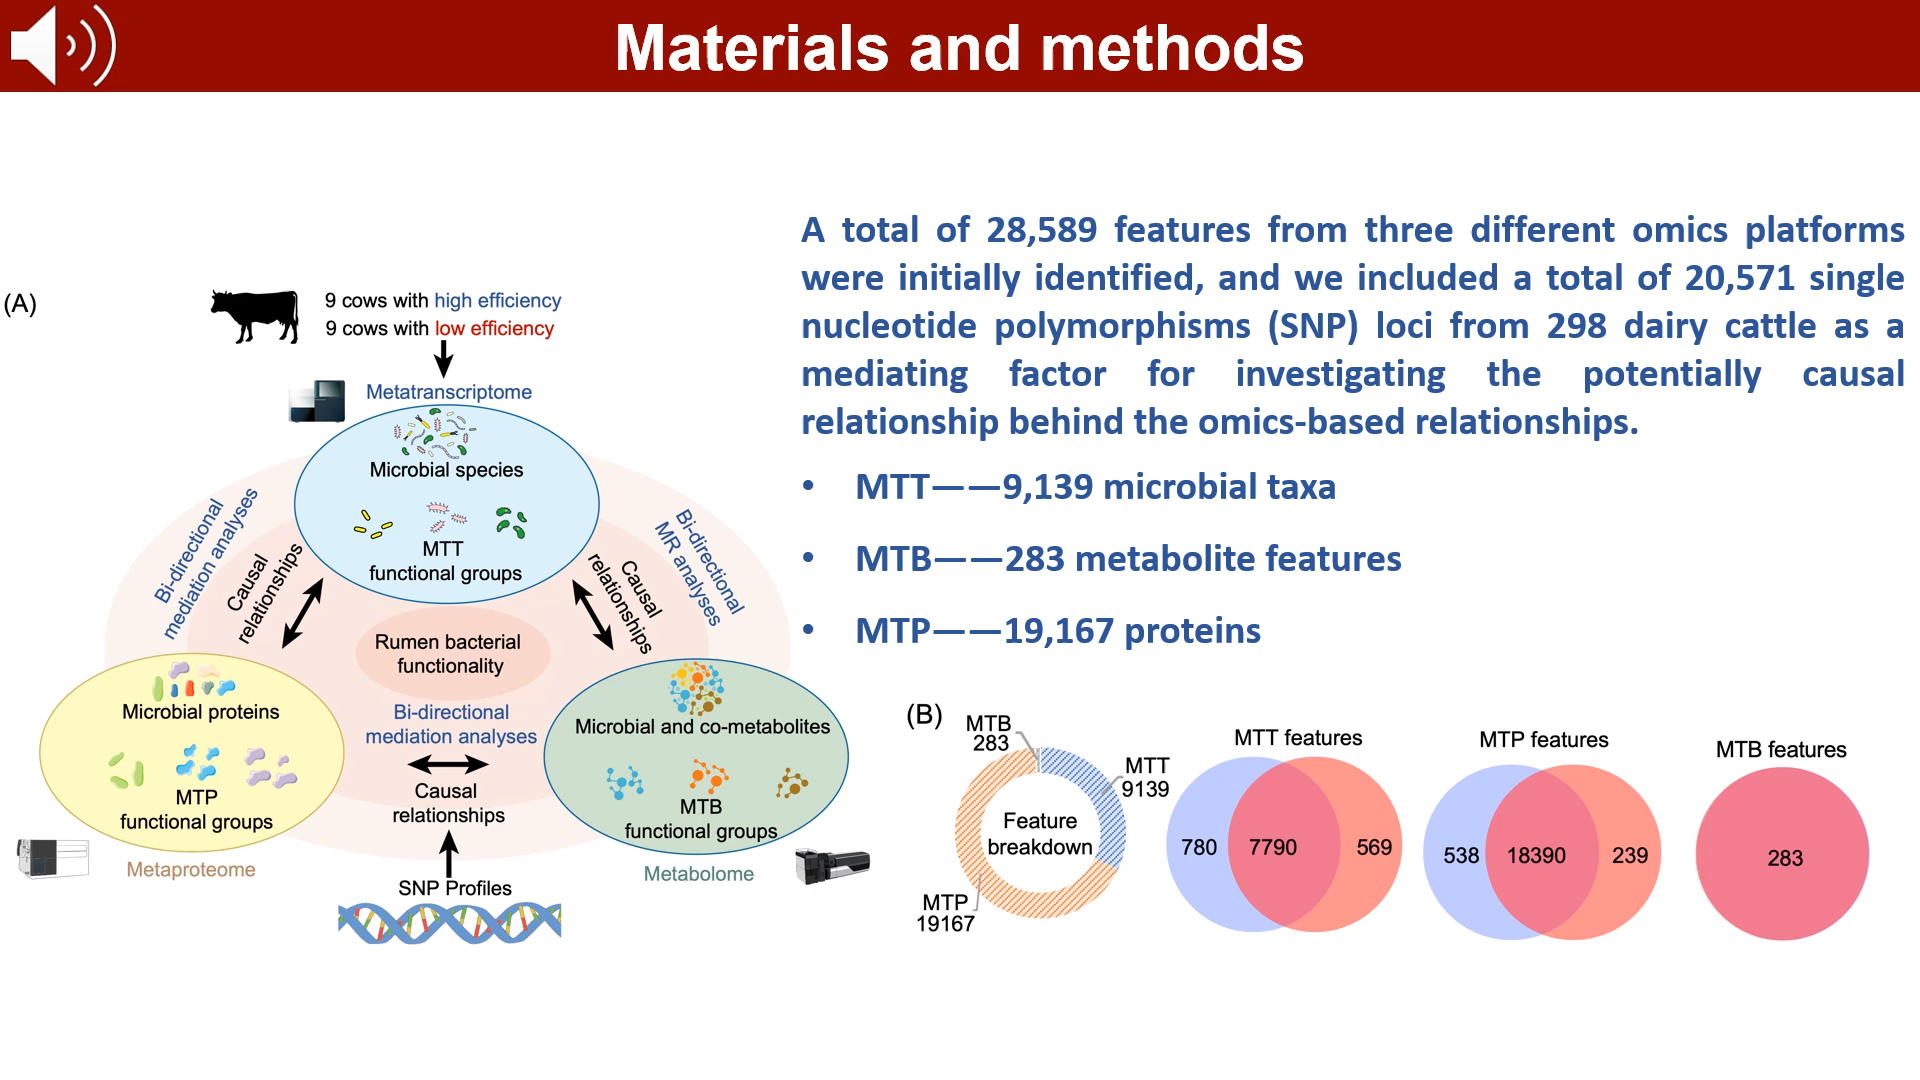 Materials and methods
(A)
9 cows with high efficiency
9 cows with low efficiency
Metatranscriptome
Microbial species
MTT
functional groups
Bi-directional
mediation analyses
Causal
relationships
Bi-directional
MR analyses
Causal
relationships
Rumen bacterial
functionality
Microbial proteins
MTP
functional groups
Metaproteome
Bi-directional
mediation analyses
Causal
relationships
SNP Profiles
Microbial and co-metabolites
MTB
functional groups
Metabolome
A total of 28,589 features from three different omics platforms
were initially identified, and we included a total of 20,571 single
nucleotide polymorphisms (SNP) loci from 298 dairy cattle as a
mediating factor for investigating the potentially causal
relationship behind the omics-based relationships.
• MTT——9,139 microbial taxa
• MTB——283 metabolite features
• MTP——19,167 proteins
(B)
MTB
283
MTT
9139
Feature
breakdown
MTP
19167
MTT features
780 7790 569
MTP features
538 18390 239
MTB features
283